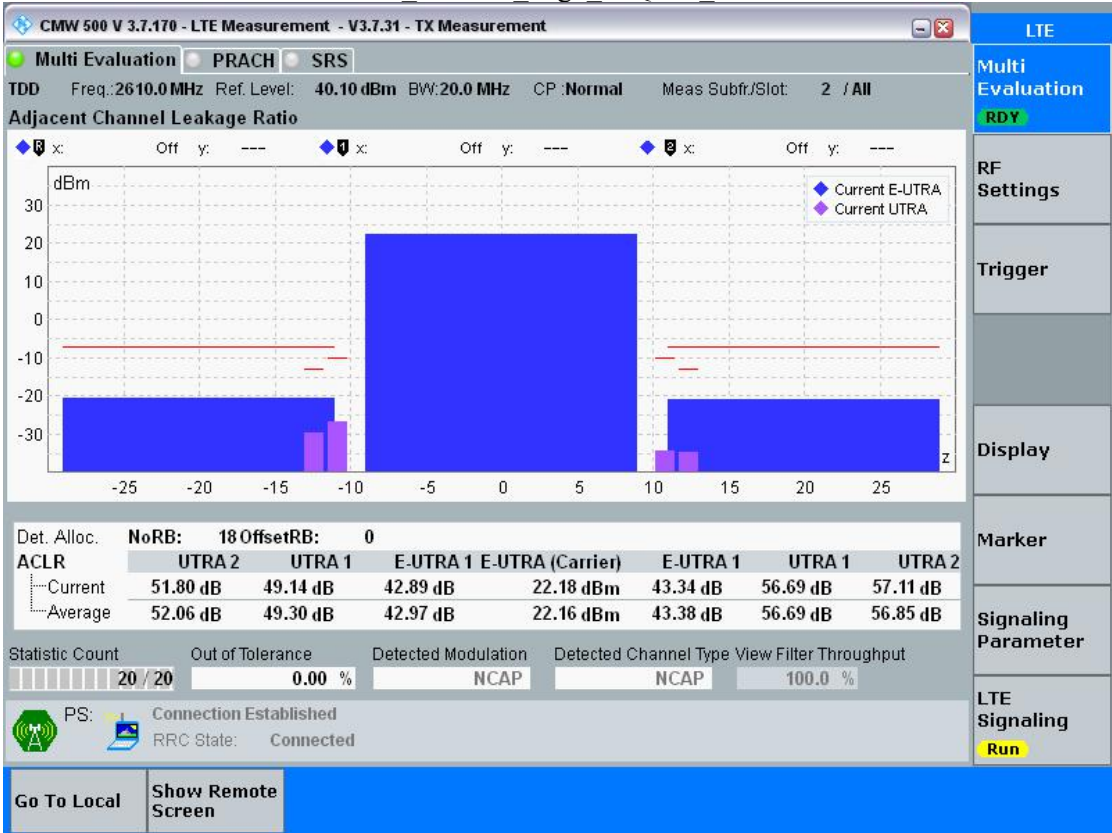 CMW 500 V 3.7.170 - LTE Measurement - V3.7.31 - TX Measurement
LTE
Multi Evaluation PRACH SRS
Multi Evaluation RDY
TDD Freq.:2610.0 MHz Ref. Level: 40.10 dBm BW:20.0 MHz CP :Normal Meas Subfr./Slot: 2 / All
Adjacent Channel Leakage Ratio
R x: Off y: --- 1 x: Off y: --- 2 x: Off y: ---
dBm
Current E-UTRA
Current UTRA
30
20
10
0
-10
-20
-30
z
-25 -20 -15 -10 -5 0 5 10 15 20 25
RF Settings
Trigger
Display
Marker
Signaling Parameter
LTE Signaling Run
Det. Alloc. NoRB: 18 OffsetRB: 0
ACLR UTRA 2 UTRA 1 E-UTRA 1 E-UTRA (Carrier) E-UTRA 1 UTRA 1 UTRA 2
Current 51.80 dB 49.14 dB 42.89 dB 22.18 dBm 43.34 dB 56.69 dB 57.11 dB
Average 52.06 dB 49.30 dB 42.97 dB 22.16 dBm 43.38 dB 56.69 dB 56.85 dB
Statistic Count Out of Tolerance Detected Modulation Detected Channel Type View Filter Throughput
20 / 20 0.00 % NCAP NCAP 100.0 %
PS: Connection Established
RRC State: Connected
Go To Local
Show Remote Screen